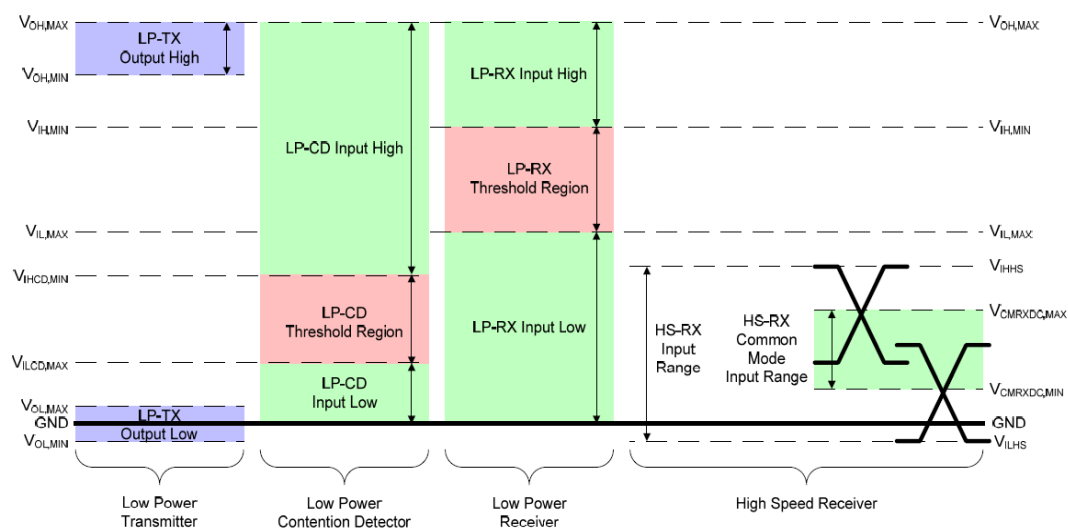 VOH,MAX
LP-TX
Output High
VOH,MIN
VIH,MIN
VIL,MAX
VIHCD,MIN
VILCD,MAX
VOL,MAX
GND
VOL,MIN
LP-TX
Output Low
LP-CD Input High
LP-CD
Threshold Region
LP-CD
Input Low
LP-RX Input High
LP-RX
Threshold Region
LP-RX Input Low
HS-RX
Input
Range
HS-RX
Common
Mode
Input Range
VOH,MAX
VIH,MIN
VIL,MAX
VIHHS
VCMRXDC,MAX
VCMRXDC,MIN
GND
VILHS
Low Power
Transmitter
Low Power
Contention Detector
Low Power
Receiver
High Speed Receiver